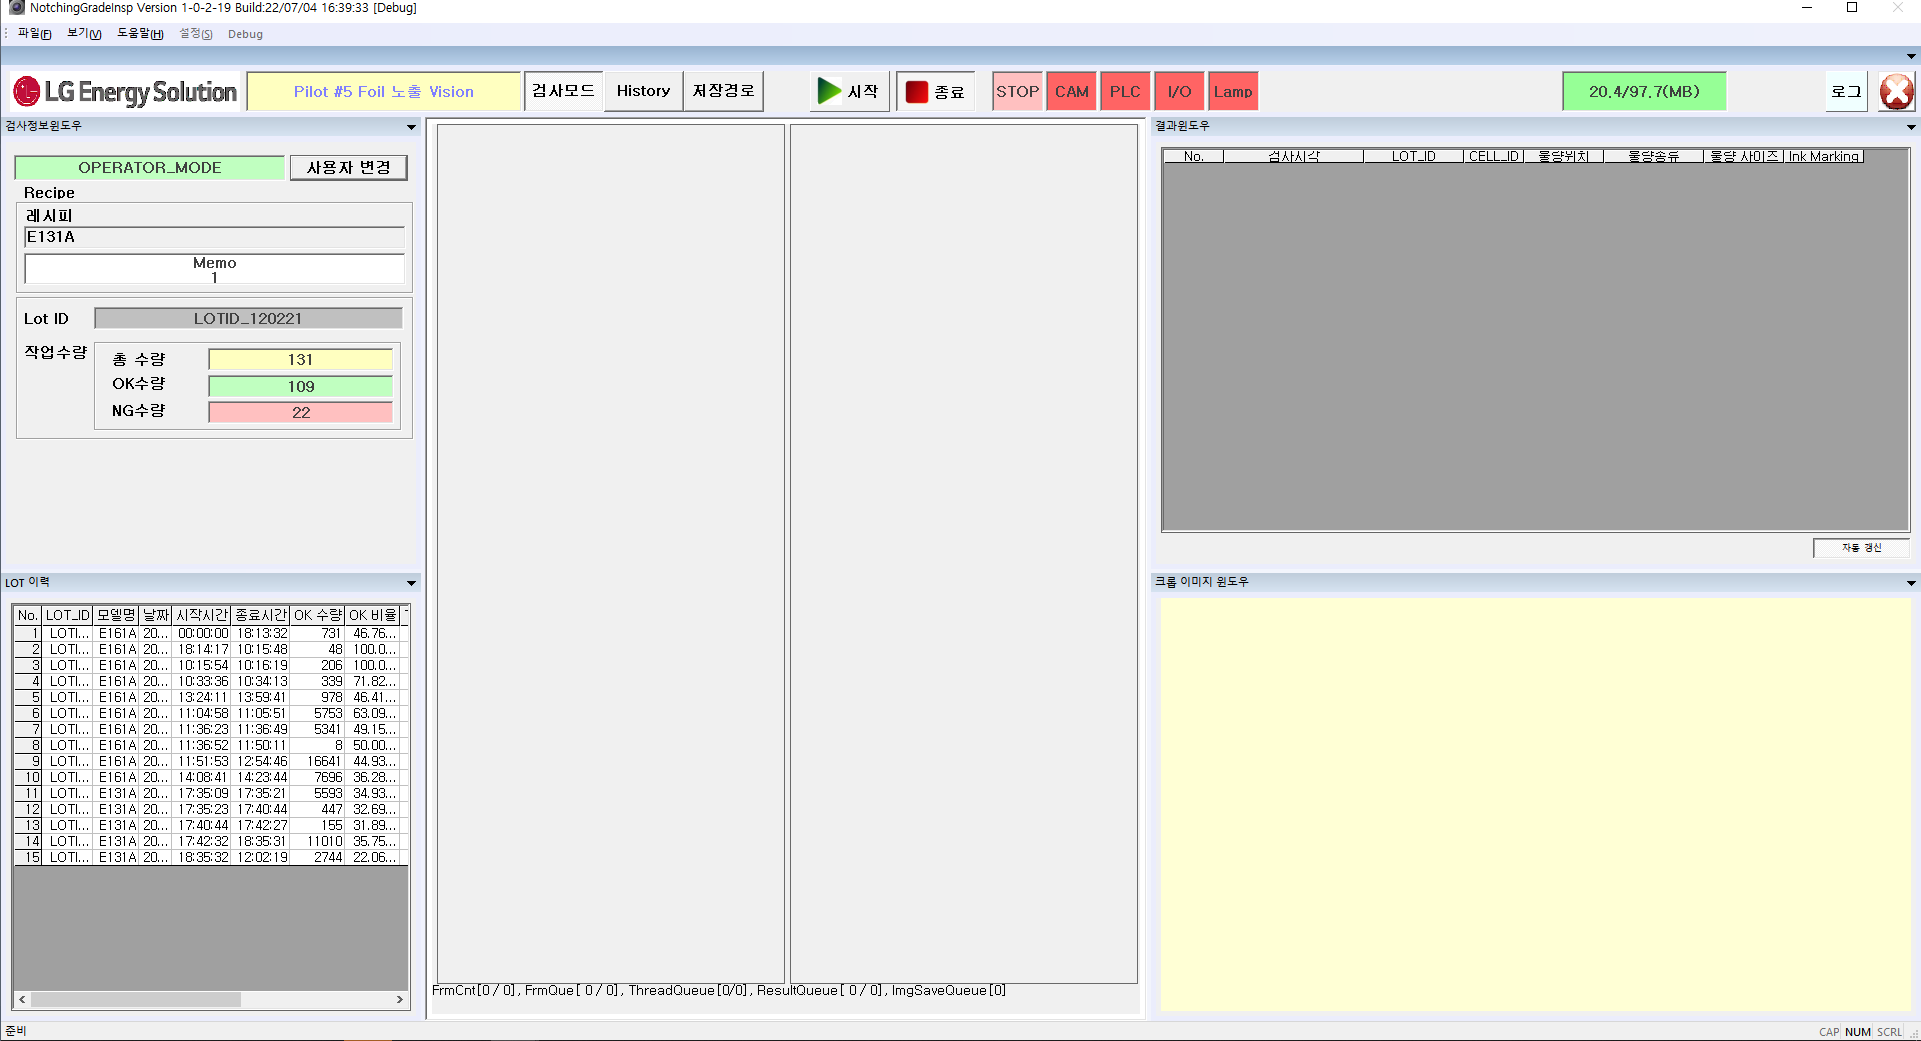 NotchingGradeInsp Version 1-0-2-19 Build:22/07/04 16:39:33 [Debug]
파일(F) 보기(V) 도움말(H) 설정(S) Debug
LG Energy Solution Pilot #5 Foil 노출 Vision 검사모드 History 저장경로 시작 종료 STOP CAM PLC I/O Lamp 20.4/97.7(MB) 로그
검사정보윈도우
OPERATOR_MODE 사용자 변경
Recipe
레시피
E131A
Memo
1
Lot ID LOTID_120221
작업수량
총 수량 131
OK수량 109
NG수량 22
LOT 이력
No. LOT_ID 모델명 날짜 시작시간 종료시간 OK 수량 OK 비율
1 LOTI... E161A 20... 00:00:00 18:13:32 731 46.76...
2 LOTI... E161A 20... 18:14:17 10:15:48 48 100.0...
3 LOTI... E161A 20... 10:15:54 10:16:19 206 100.0...
4 LOTI... E161A 20... 10:33:36 10:34:13 339 71.82...
5 LOTI... E161A 20... 13:24:11 13:59:41 978 46.41...
6 LOTI... E161A 20... 11:04:58 11:05:51 5753 63.09...
7 LOTI... E161A 20... 11:36:23 11:36:49 5341 49.15...
8 LOTI... E161A 20... 11:36:52 11:50:11 8 50.00...
9 LOTI... E161A 20... 11:51:53 12:54:46 16641 44.93...
10 LOTI... E161A 20... 14:08:41 14:23:44 7696 36.28...
11 LOTI... E131A 20... 17:35:09 17:35:21 5593 34.93...
12 LOTI... E131A 20... 17:35:23 17:40:44 447 32.69...
13 LOTI... E131A 20... 17:40:44 17:42:27 155 31.89...
14 LOTI... E131A 20... 17:42:32 18:35:31 11010 35.75...
15 LOTI... E131A 20... 18:35:32 12:02:19 2744 22.06...
FrmCnt[0 / 0], FrmQue[ 0 / 0], ThreadQueue[0/0], ResultQueue[ 0 / 0], ImgSaveQueue[0]
결과윈도우
No. 검사시각 LOT_ID CELL_ID 불량위치 불량종류 불량 사이즈 Ink Marking
자동 갱신
크롭 이미지 윈도우
준비 CAP NUM SCRL